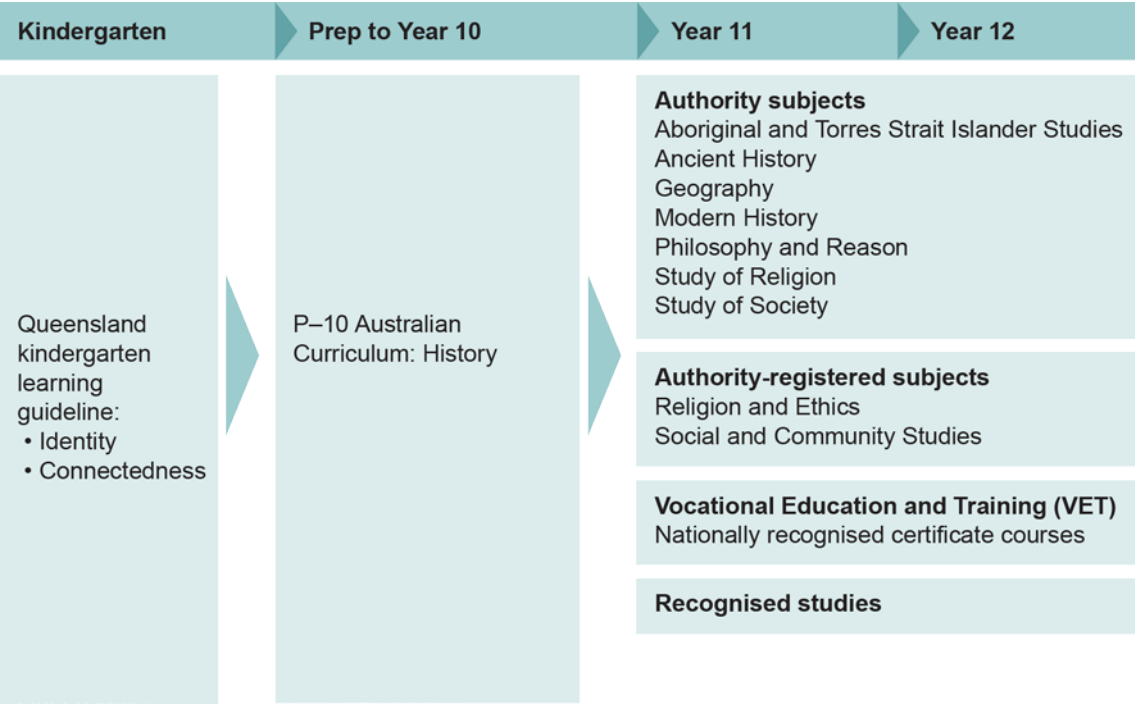 Kindergarten
Prep to Year 10
Year 11
Year 12
Queensland
kindergarten
learning
guideline:
• Identity
• Connectedness
P–10 Australian
Curriculum: History
Authority subjects
Aboriginal and Torres Strait Islander Studies
Ancient History
Geography
Modern History
Philosophy and Reason
Study of Religion
Study of Society
Authority-registered subjects
Religion and Ethics
Social and Community Studies
Vocational Education and Training (VET)
Nationally recognised certificate courses
Recognised studies